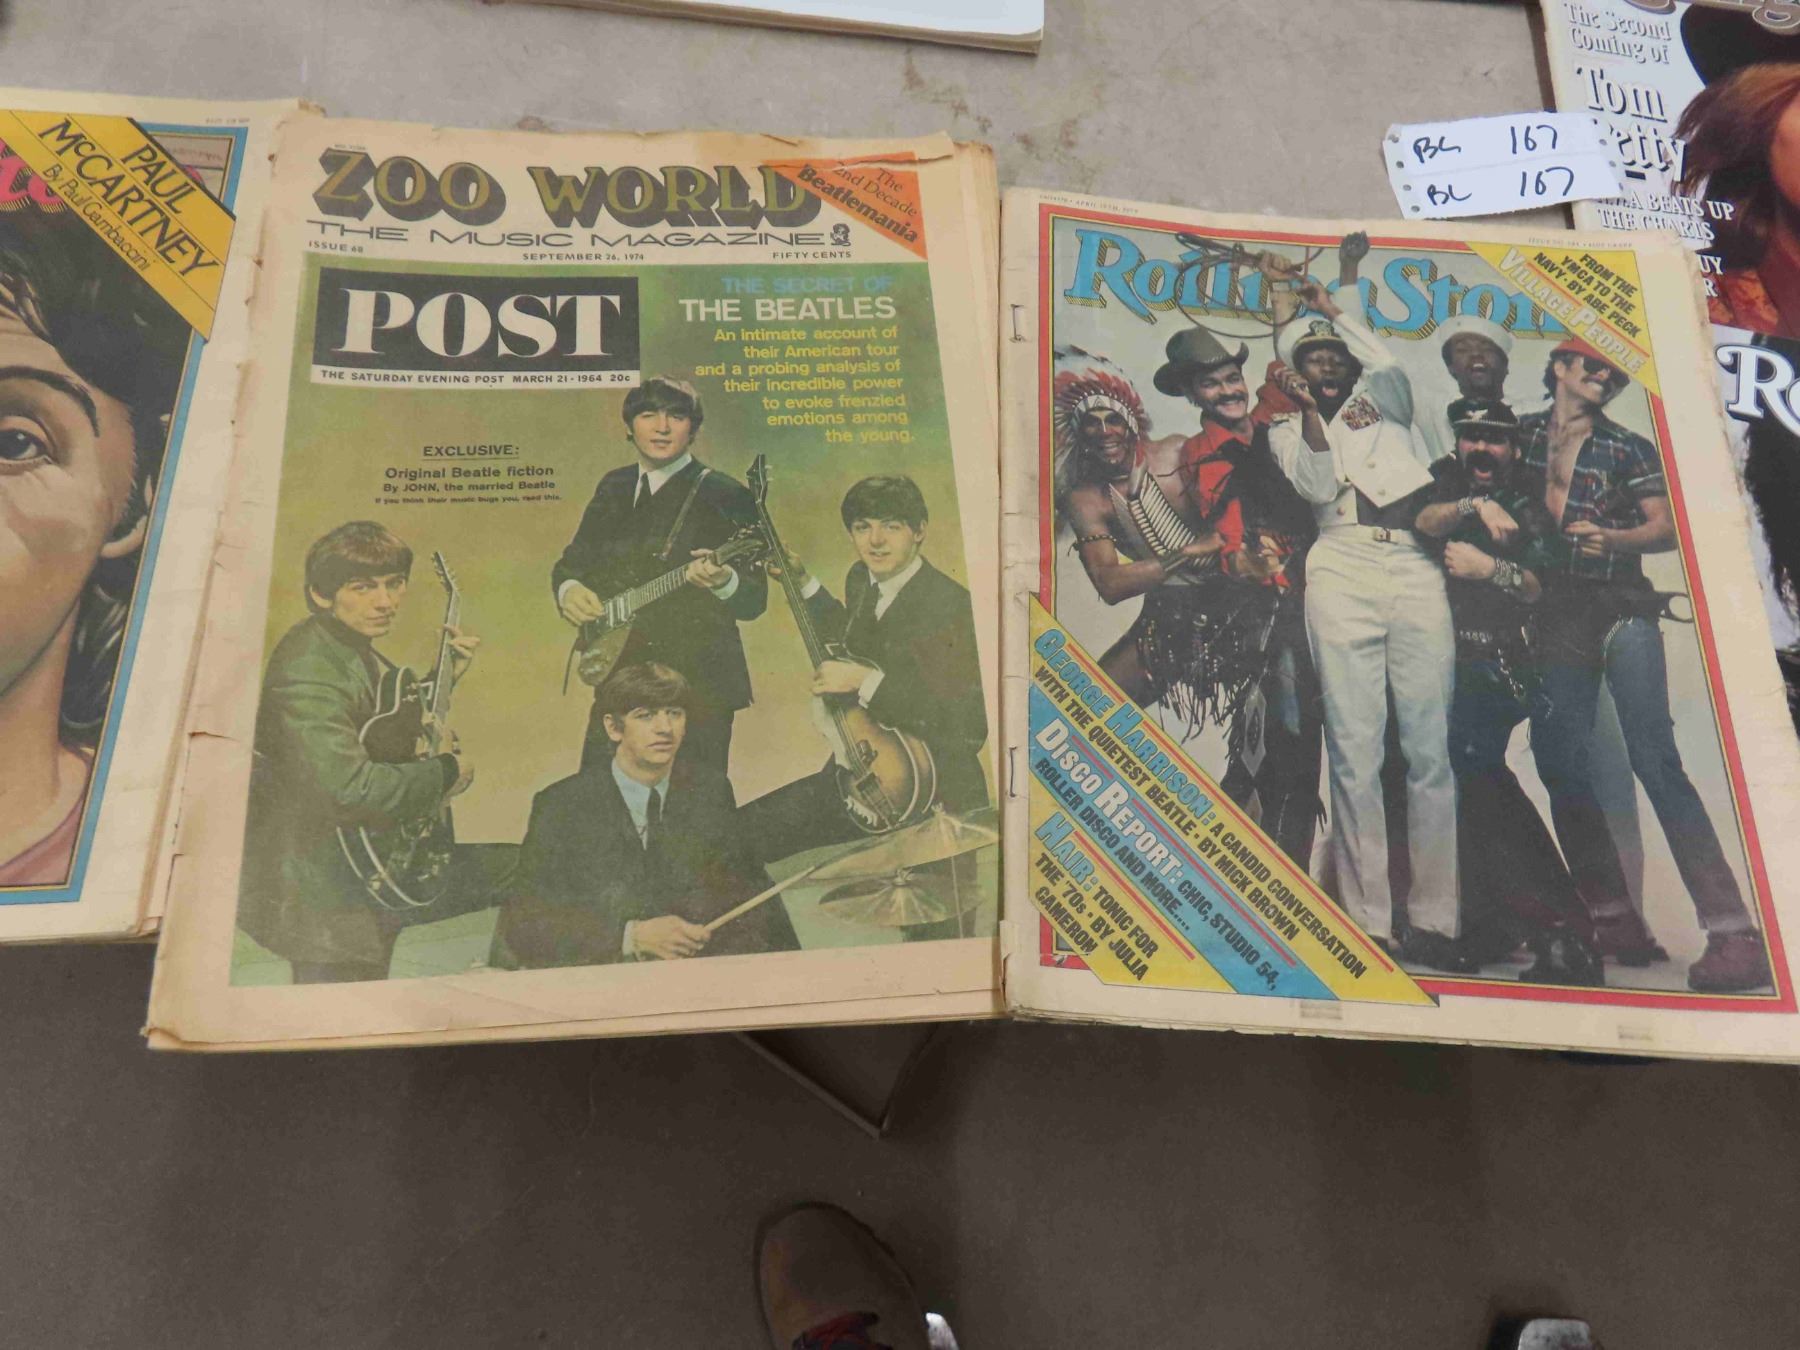 PAUL
McCARTNEY
By Paul Gambaccini
ZOO WORLD
THE MUSIC MAGAZINE
The
2nd Decade
Beatlemania
ISSUE 68
SEPTEMBER 26, 1974
FIFTY CENTS
POST
THE SATURDAY EVENING POST MARCH 21 · 1964 20c
THE SECRET OF
THE BEATLES
An intimate account of
their American tour
and a probing analysis of
their incredible power
to evoke frenzied
emotions among
the young.
EXCLUSIVE:
Original Beatle fiction
By JOHN, the married Beatle
If you think their music bugs you, read this.
Rolling Stone
FROM THE
YMCA TO THE
NAVY · BY ABE PECK
VILLAGE PEOPLE
GEORGE HARRISON: A CANDID CONVERSATION
WITH THE QUIETEST BEATLE · BY MICK BROWN
DISCO REPORT: CHIC, STUDIO 54,
ROLLER DISCO AND MORE....
HAIR: TONIC FOR
THE '70s · BY JULIA
CAMERON
BG 167
BL 167
The Second
Coming of
Tom
Petty
BEATS UP
THE CHARTS